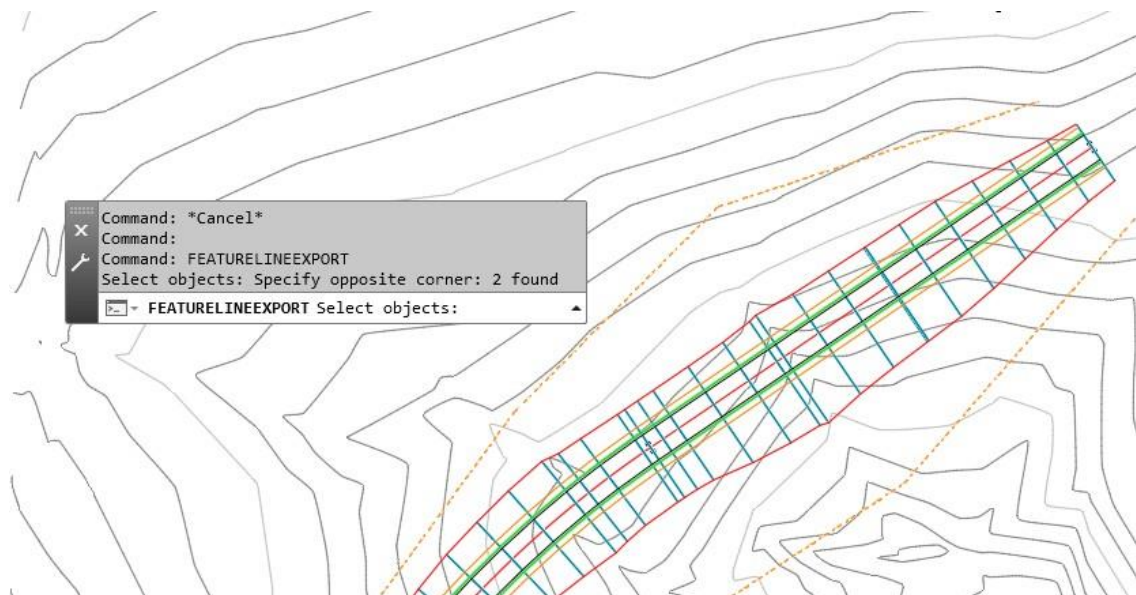 Command: *Cancel*
Command:
Command: FEATURELINEEXPORT
Select objects: Specify opposite corner: 2 found
FEATURELINEEXPORT Select objects: